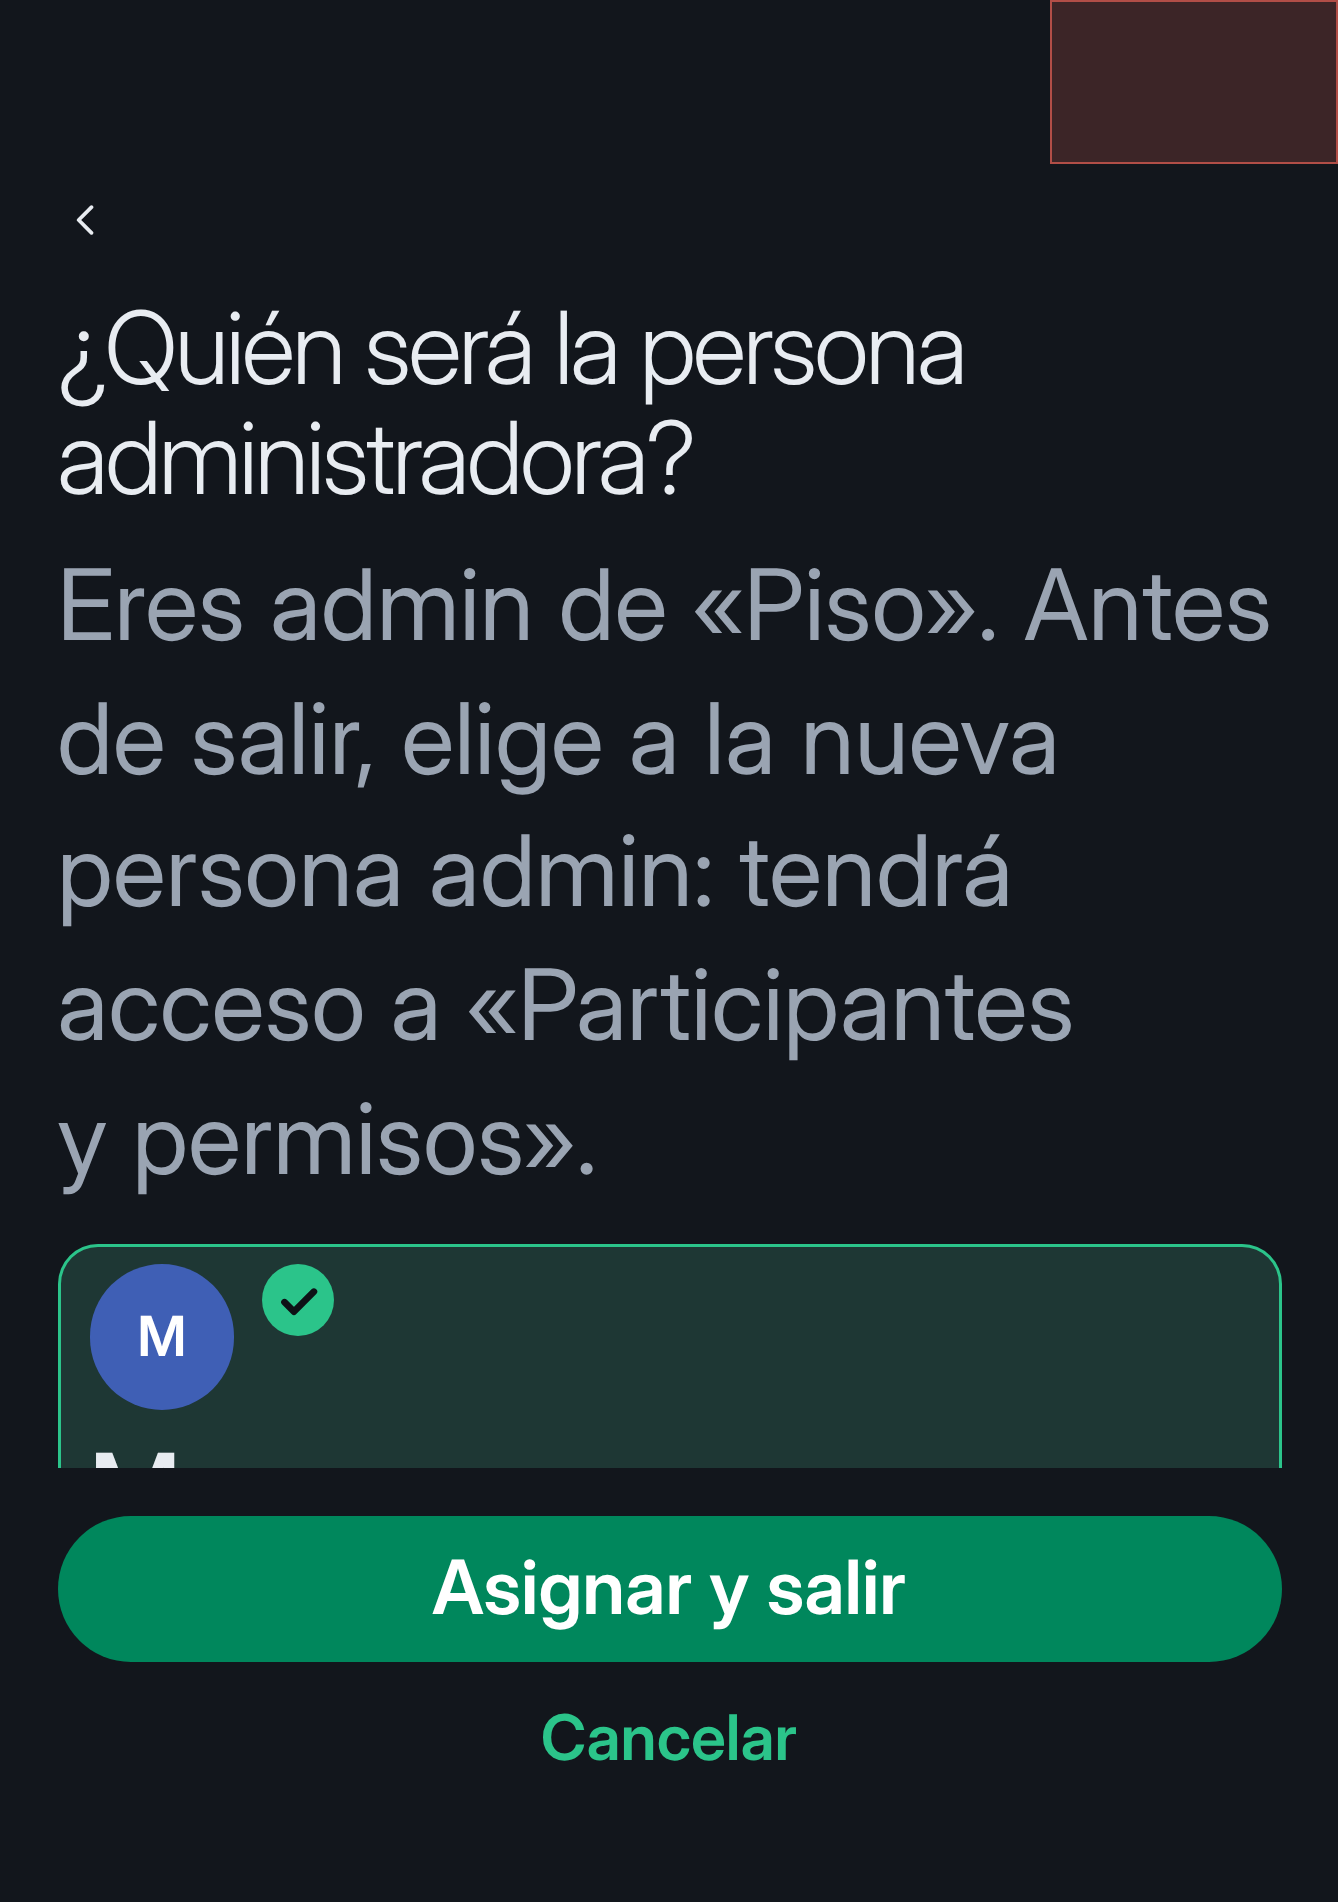 ¿Quién será la persona
administradora?
Eres admin de «Piso». Antes
de salir, elige a la nueva
persona admin: tendrá
acceso a «Participantes
y permisos».
M
Asignar y salir
Cancelar